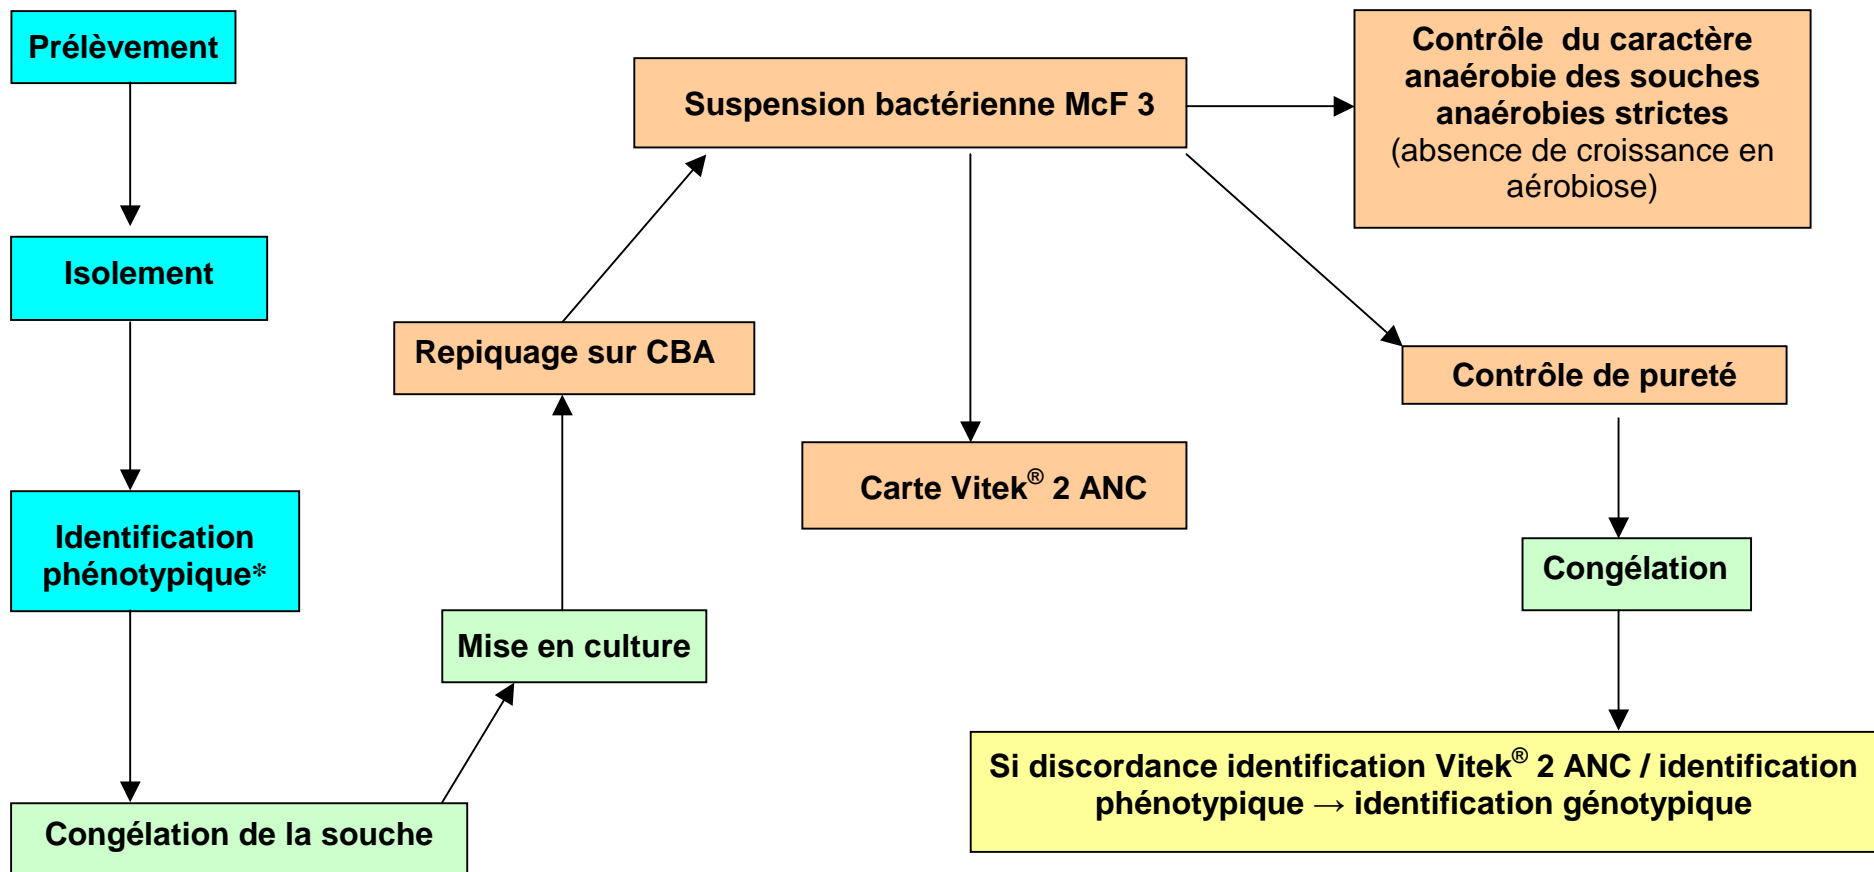 Prélèvement
Isolement
Identification
phénotypique*
Congélation de la souche
Mise en culture
Repiquage sur CBA
Suspension bactérienne McF 3
Carte Vitek® 2 ANC
Contrôle du caractère
anaérobie des souches
anaérobies strictes
(absence de croissance en
aérobiose)
Contrôle de pureté
Congélation
Si discordance identification Vitek® 2 ANC / identification
phénotypique → identification génotypique